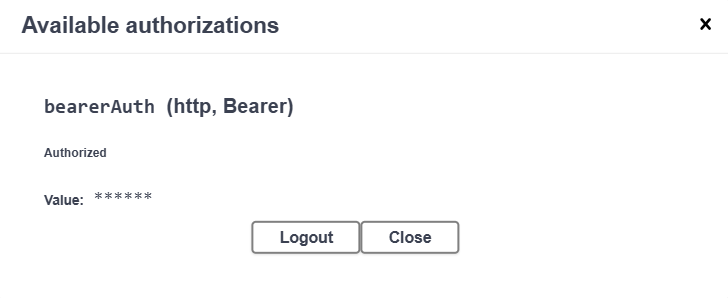 Available authorizations
bearerAuth (http, Bearer)
Authorized
Value: ******
Logout Close